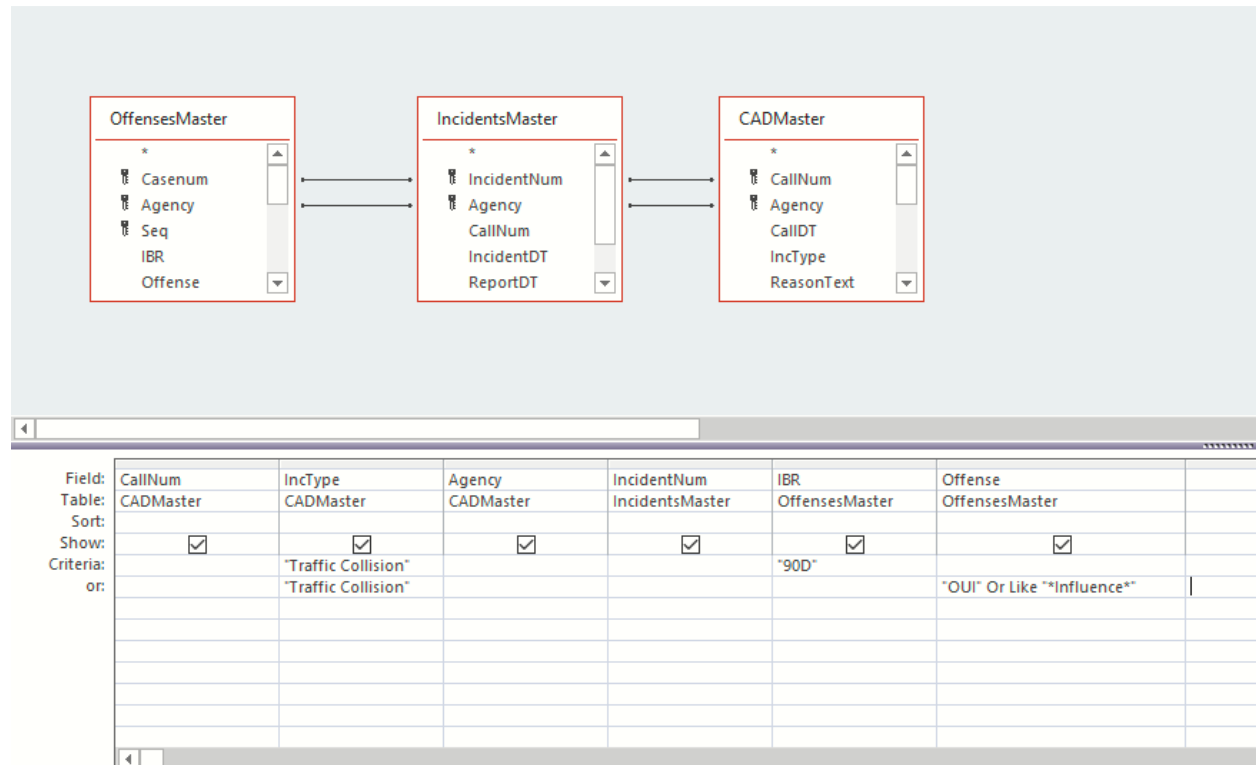 OffensesMaster
*
Casenum
Agency
Seq
IBR
Offense
IncidentsMaster
*
IncidentNum
Agency
CallNum
IncidentDT
ReportDT
CADMaster
*
CallNum
Agency
CallDT
IncType
ReasonText
Field: CallNum IncType Agency IncidentNum IBR Offense
Table: CADMaster CADMaster CADMaster IncidentsMaster OffensesMaster OffensesMaster
Sort:
Show:
Criteria: "Traffic Collision" "90D"
or: "Traffic Collision" "OUI" Or Like "*Influence*"